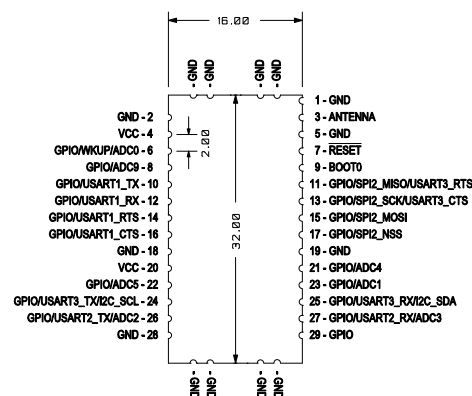 16.00
- GND
- GND
- GND
- GND
1 - GND
GND - 2
3 - ANTENNA
VCC - 4
5 - GND
GPIO/WKUP/ADC0 - 6
7 - RESET
GPIO/ADC9 - 8
9 - BOOT0
GPIO/USART1_TX - 10
11 - GPIO/SPI2_MISO/USART3_RTS
GPIO/USART1_RX - 12
13 - GPIO/SPI2_SCK/USART3_CTS
GPIO/USART1_RTS - 14
15 - GPIO/SPI2_MOSI
GPIO/USART1_CTS - 16
17 - GPIO/SPI2_NSS
GND - 18
19 - GND
VCC - 20
21 - GPIO/ADC4
GPIO/ADC5 - 22
23 - GPIO/ADC1
GPIO/USART3_TX/I2C_SCL - 24
25 - GPIO/USART3_RX/I2C_SDA
GPIO/USART2_TX/ADC2 - 26
27 - GPIO/USART2_RX/ADC3
GND - 28
29 - GPIO
2.00
32.00
GND -
GND -
GND -
GND -